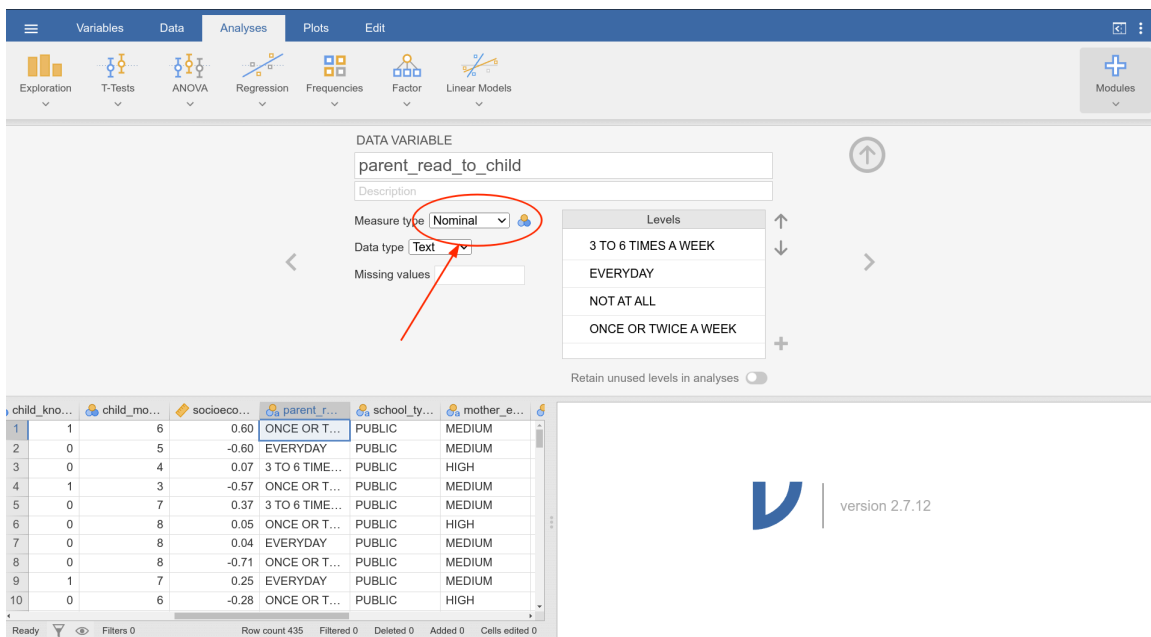 Variables Data Analyses Plots Edit
Exploration T-Tests ANOVA Regression Frequencies Factor Linear Models Modules
DATA VARIABLE
parent_read_to_child
Description
Measure type Nominal
Levels
Data type Text
3 TO 6 TIMES A WEEK
Missing values
EVERYDAY
NOT AT ALL
ONCE OR TWICE A WEEK
Retain unused levels in analyses
child_kno... child_mo... socioeco... parent_r... school_ty... mother_e...
1 1 6 0.60 ONCE OR T... PUBLIC MEDIUM
2 0 5 -0.60 EVERYDAY PUBLIC MEDIUM
3 0 4 0.07 3 TO 6 TIME... PUBLIC HIGH
4 1 3 -0.57 ONCE OR T... PUBLIC MEDIUM
5 0 7 0.37 3 TO 6 TIME... PUBLIC MEDIUM
6 0 8 0.05 ONCE OR T... PUBLIC HIGH
7 0 8 0.04 EVERYDAY PUBLIC MEDIUM
8 0 8 -0.71 ONCE OR T... PUBLIC MEDIUM
9 1 7 0.25 EVERYDAY PUBLIC MEDIUM
10 0 6 -0.28 ONCE OR T... PUBLIC HIGH
version 2.7.12
Ready Filters 0 Row count 435 Filtered 0 Deleted 0 Added 0 Cells edited 0